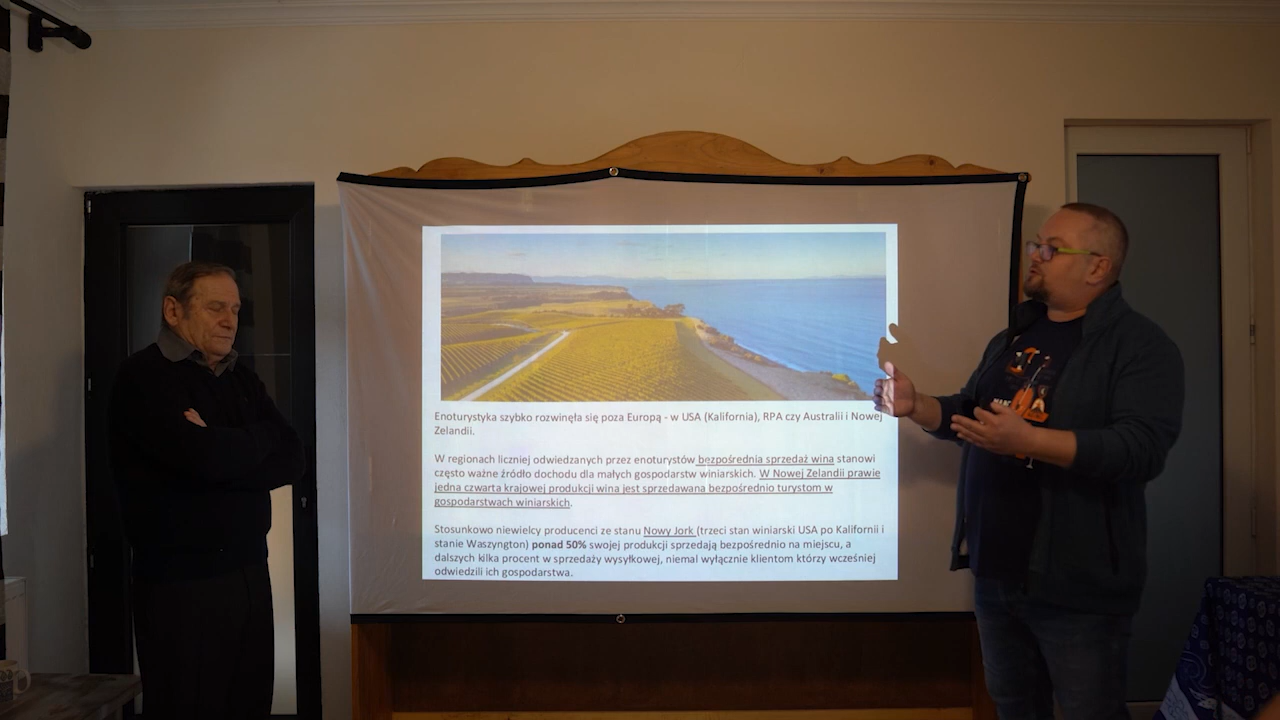 Enoturystyka szybko rozwinęła się poza Europą - w USA (Kalifornia), RPA czy Australii i Nowej
Zelandii.
W regionach liczniej odwiedzanych przez enoturystów bezpośrednia sprzedaż wina stanowi
często ważne źródło dochodu dla małych gospodarstw winiarskich. W Nowej Zelandii prawie
jedna czwarta krajowej produkcji wina jest sprzedawana bezpośrednio turystom w
gospodarstwach winiarskich.
Stosunkowo niewielcy producenci ze stanu Nowy Jork (trzeci stan winiarski USA po Kalifornii i
stanie Waszyngton) ponad 50% swojej produkcji sprzedają bezpośrednio na miejscu, a
dalszych kilka procent w sprzedaży wysyłkowej, niemal wyłącznie klientom którzy wcześniej
odwiedzili ich gospodarstwa.